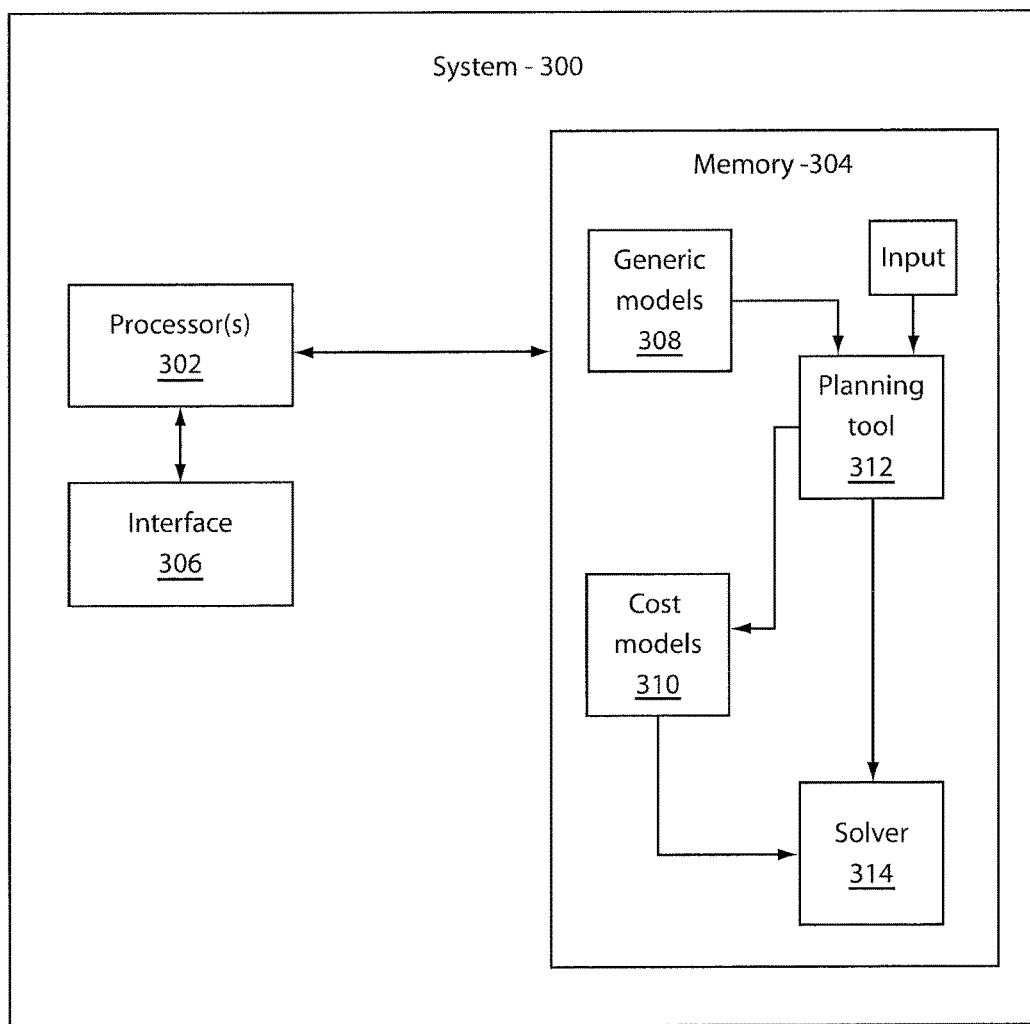 System - 300
Memory -304
Generic
models
308
Input
Processor(s)
302
Planning
tool
312
Interface
306
Cost
models
310
Solver
314